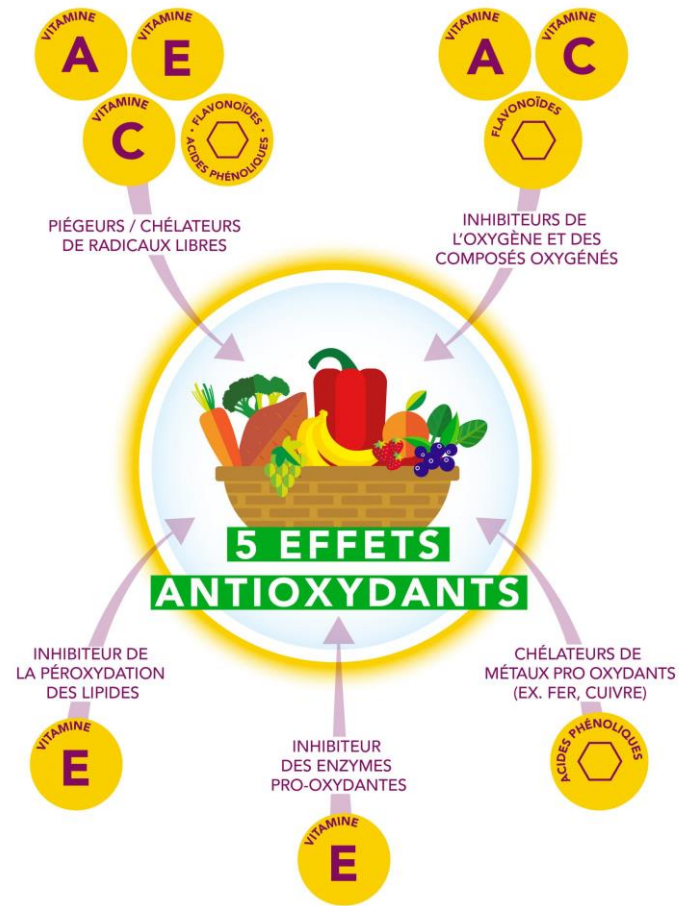 VITAMINE
A
VITAMINE
E
VITAMINE
C
• FLAVONOÏDES •
ACIDES PHÉNOLIQUES
PIÉGEURS / CHÉLATEURS
DE RADICAUX LIBRES
VITAMINE
A
VITAMINE
C
FLAVONOÏDES
INHIBITEURS DE
L'OXYGÈNE ET DES
COMPOSÉS OXYGÉNÉS
5 EFFETS
ANTIOXYDANTS
INHIBITEUR DE
LA PÉROXYDATION
DES LIPIDES
VITAMINE
E
INHIBITEUR
DES ENZYMES
PRO-OXYDANTES
VITAMINE
E
CHÉLATEURS DE
MÉTAUX PRO OXYDANTS
(EX. FER, CUIVRE)
ACIDES PHÉNOLIQUES